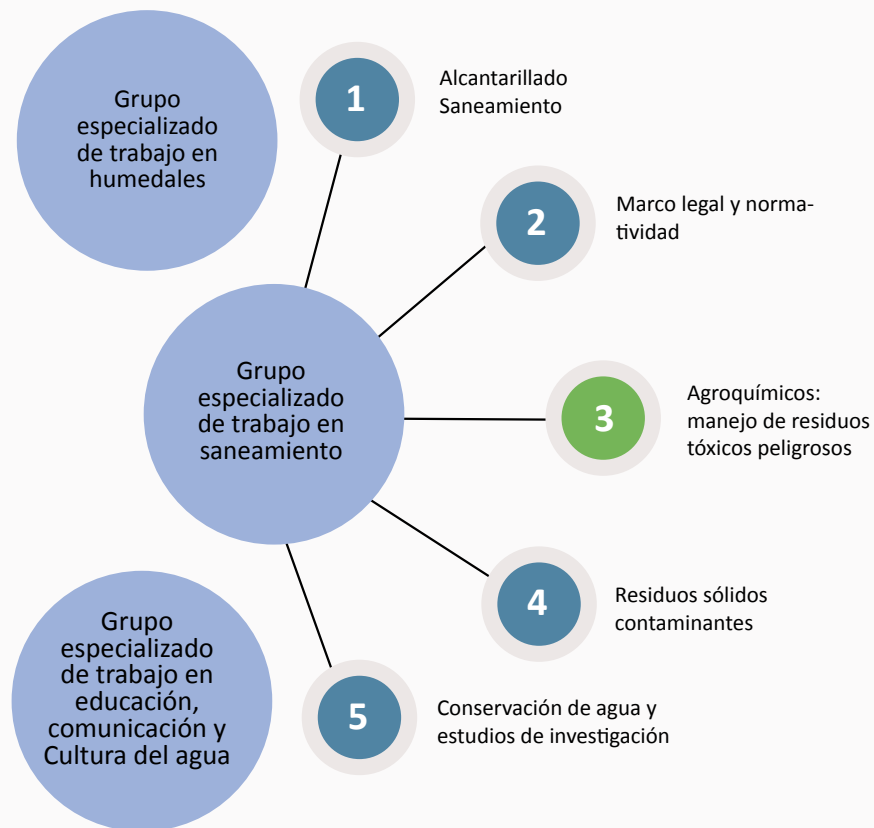 Grupo
especializado
de trabajo en
humedales
1
Alcantarillado
Saneamiento
2
Marco legal y norma-
tividad
Grupo
especializado
de trabajo en
saneamiento
3
Agroquímicos:
manejo de residuos
tóxicos peligrosos
4
Residuos sólidos
contaminantes
Grupo
especializado
de trabajo en
educación,
comunicación y
Cultura del agua
5
Conservación de agua y
estudios de investigación